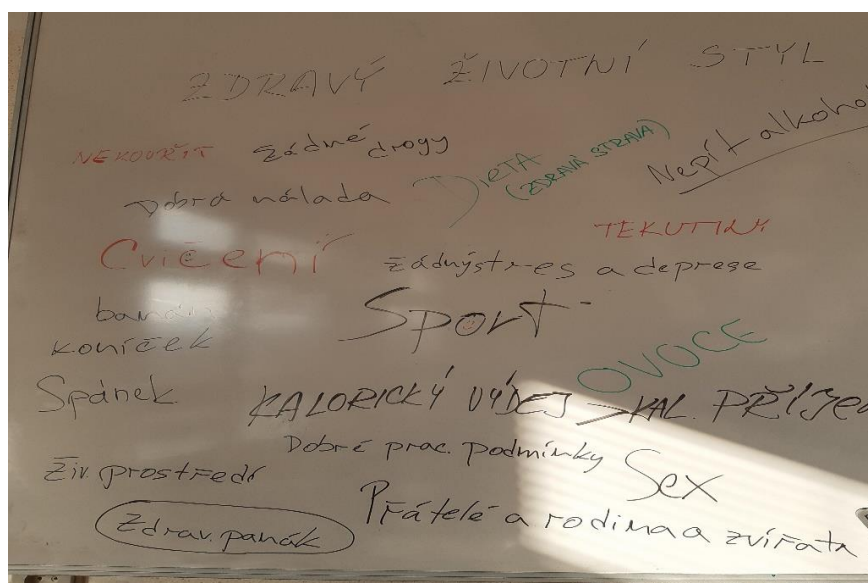 ZDRAVÝ ŽIVOTNÍ STYL
NEKOUŘIT žádné drogy
DIETA
(ZDRAVÁ STRAVA)
Nepít alkohol
Dobrá nálada
TEKUTINY
Cvičení
žádný stres a deprese
banán
Sport
koníček
OVOCE
Spánek
KALORICKÝ VÝDEJ > KAL. PŘÍJEM
Dobré prac. podmínky
Sex
Živ. prostředí
Přátelé a rodina a zvířata
Zdrav. panák